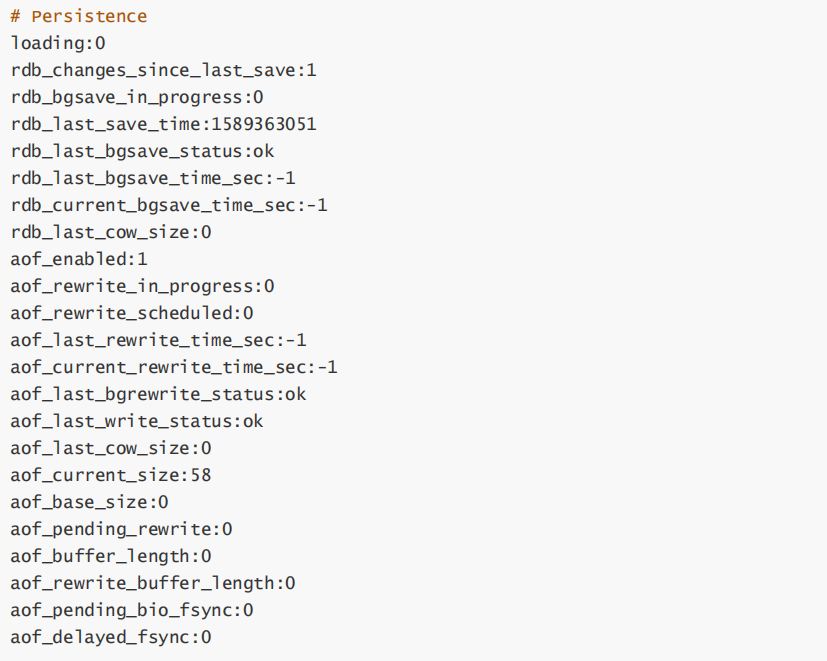 # Persistence
loading:0
rdb_changes_since_last_save:1
rdb_bgsave_in_progress:0
rdb_last_save_time:1589363051
rdb_last_bgsave_status:ok
rdb_last_bgsave_time_sec:-1
rdb_current_bgsave_time_sec:-1
rdb_last_cow_size:0
aof_enabled:1
aof_rewrite_in_progress:0
aof_rewrite_scheduled:0
aof_last_rewrite_time_sec:-1
aof_current_rewrite_time_sec:-1
aof_last_bgrewrite_status:ok
aof_last_write_status:ok
aof_last_cow_size:0
aof_current_size:58
aof_base_size:0
aof_pending_rewrite:0
aof_buffer_length:0
aof_rewrite_buffer_length:0
aof_pending_bio_fsync:0
aof_delayed_fsync:0